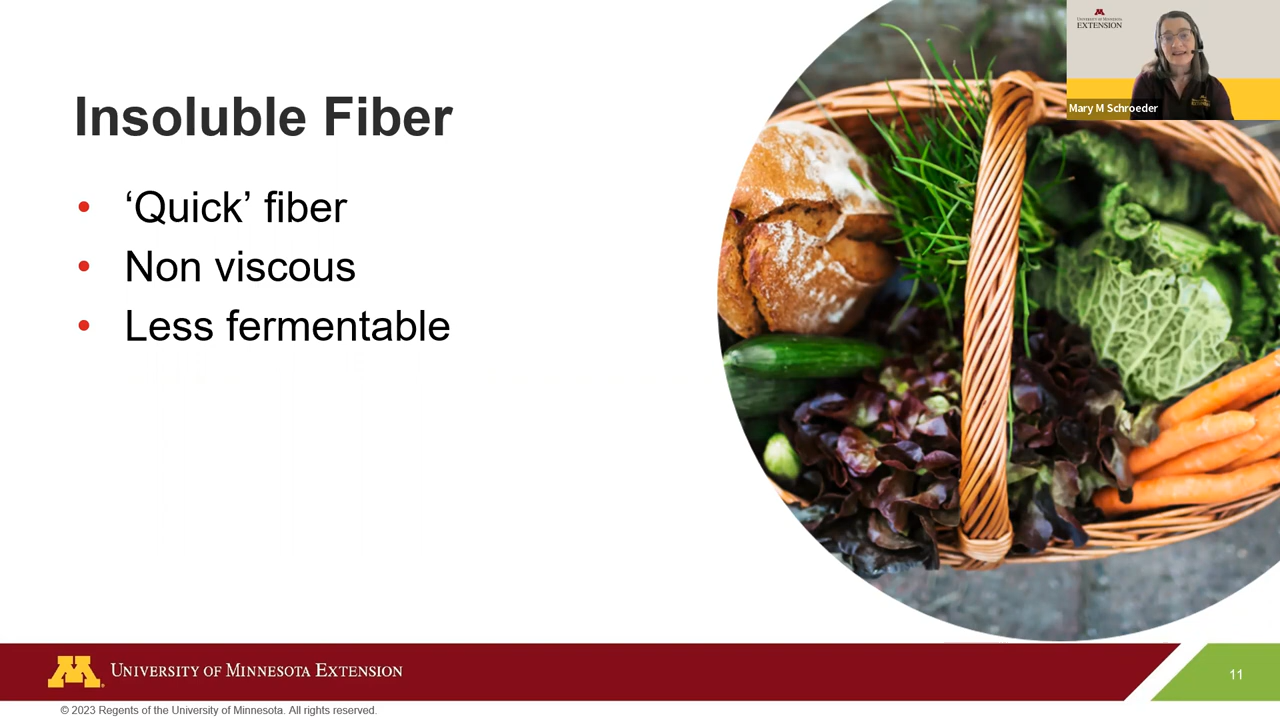 UNIVERSITY OF MINNESOTA
EXTENSION
Mary M Schroeder
Insoluble Fiber
• ‘Quick’ fiber
• Non viscous
• Less fermentable
UNIVERSITY OF MINNESOTA EXTENSION
11
© 2023 Regents of the University of Minnesota. All rights reserved.